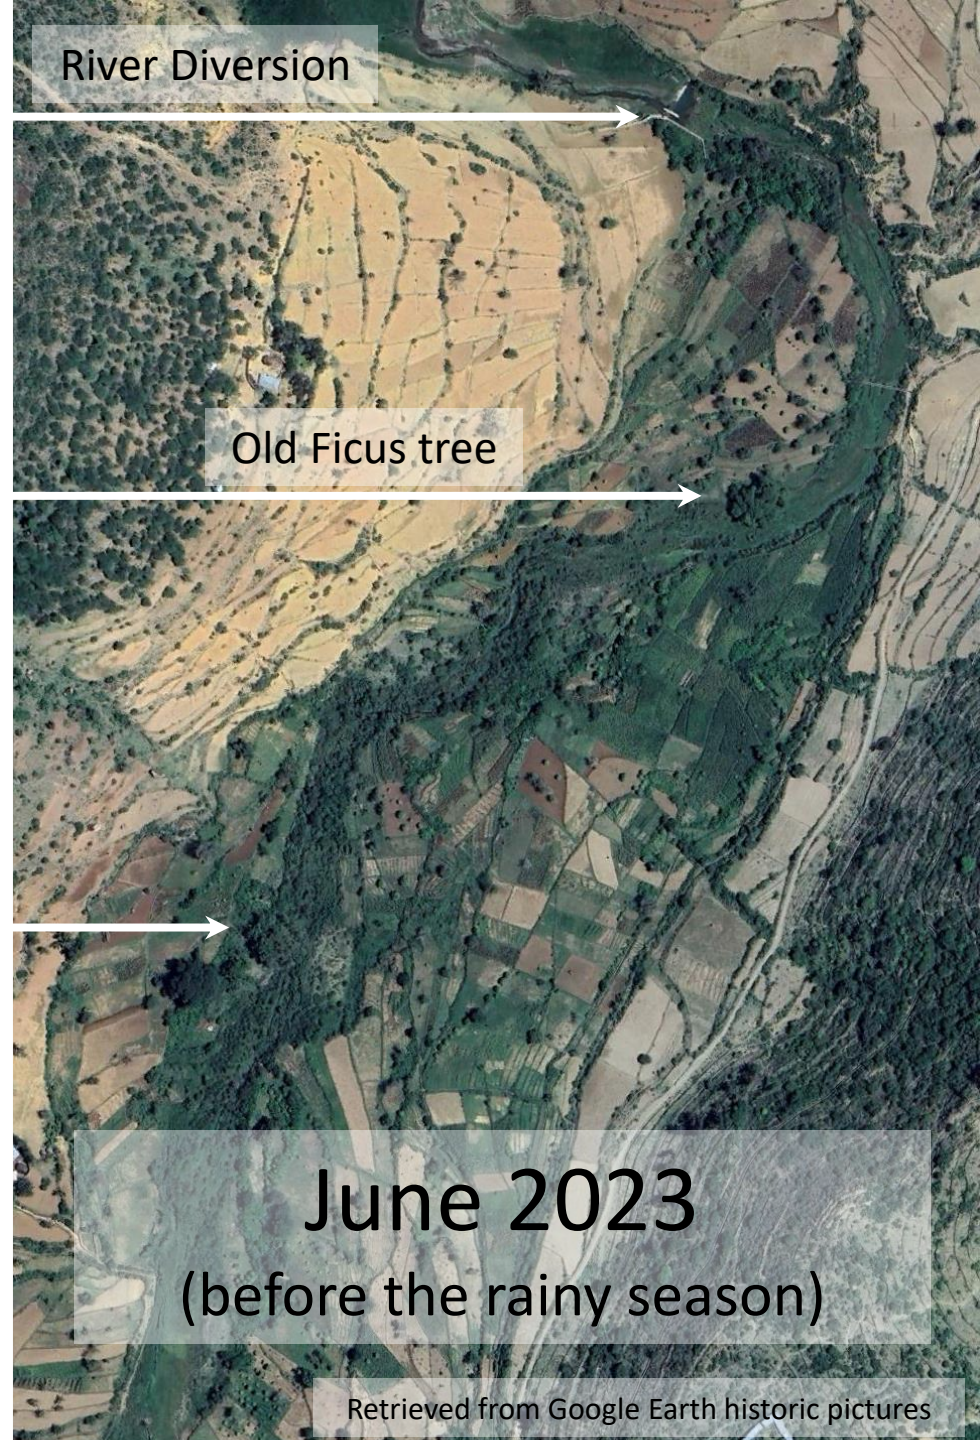 River Diversion
Old Ficus tree
June 2023
(before the rainy season)
Retrieved from Google Earth historic pictures